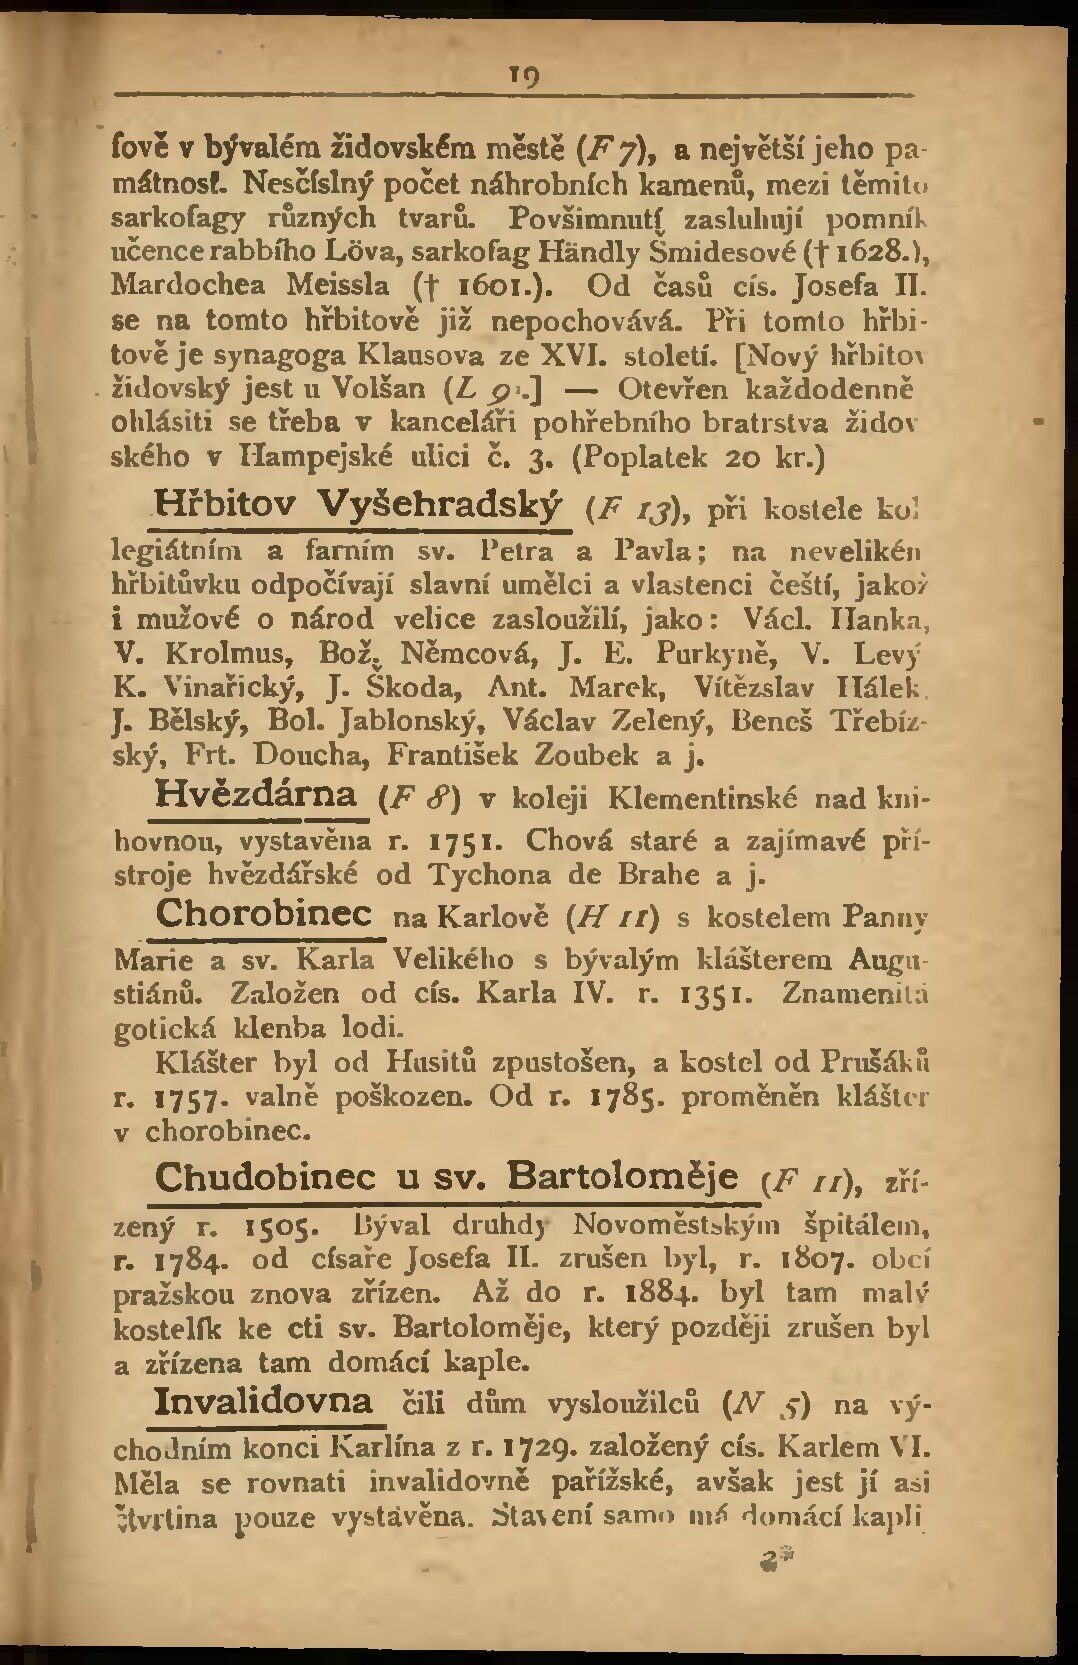 19
fově v bývalém židovském městě (F 7), a největší jeho pa-
mátnosť. Nesčíslný počet náhrobních kamenů, mezi těmito
sarkofagy různých tvarů. Povšimnutí zasluhují pomník
učence rabbího Löva, sarkofag Händly Šmidesové († 1628.),
Mardochea Meissla († 1601.). Od časů cís. Josefa II.
se na tomto hřbitově již nepochovává. Při tomto hřbi-
tově je synagoga Klausova ze XVI. století. [Nový hřbitov
židovský jest u Volšan (L 9).] — Otevřen každodenně
ohlásiti se třeba v kanceláři pohřebního bratrstva židov
ského v Hampejské ulici č. 3. (Poplatek 20 kr.)
Hřbitov Vyšehradský (F 13), při kostele kol
legiátním a farním sv. Petra a Pavla; na nevelikém
hřbitůvku odpočívají slavní umělci a vlastenci čeští, jakož
i mužové o národ velice zasloužilí, jako: Václ. Hanka,
V. Krolmus, Bož. Němcová, J. E. Purkyně, V. Levý
K. Vinařický, J. Škoda, Ant. Marek, Vítězslav Hálek,
J. Bělský, Bol. Jablonský, Václav Zelený, Beneš Třebíz-
ský, Frt. Doucha, František Zoubek a j.
Hvězdárna (F 8) v koleji Klementinské nad kni-
hovnou, vystavěna r. 1751. Chová staré a zajímavé pří-
stroje hvězdářské od Tychona de Brahe a j.
Chorobinec na Karlově (H 11) s kostelem Panny
Marie a sv. Karla Velikého s bývalým klášterem Augu-
stiánů. Založen od cís. Karla IV. r. 1351. Znamenitá
gotická klenba lodi.
Klášter byl od Husitů zpustošen, a kostel od Prušáků
r. 1757. valně poškozen. Od r. 1785. proměněn klášter
v chorobinec.
Chudobinec u sv. Bartoloměje (F 11), zří-
zený r. 1505. Býval druhdy Novoměstským špitálem,
r. 1784. od císaře Josefa II. zrušen byl, r. 1807. obcí
pražskou znova zřízen. Až do r. 1884. byl tam malý
kostelík ke cti sv. Bartoloměje, který později zrušen byl
a zřízena tam domácí kaple.
Invalidovna čili dům vysloužilců (N 5) na vý-
chodním konci Karlína z r. 1729. založený cís. Karlem VI.
Měla se rovnati invalidovně pařížské, avšak jest jí asi
čtvrtina pouze vystavěna. Stavení samo má domácí kapli
2*